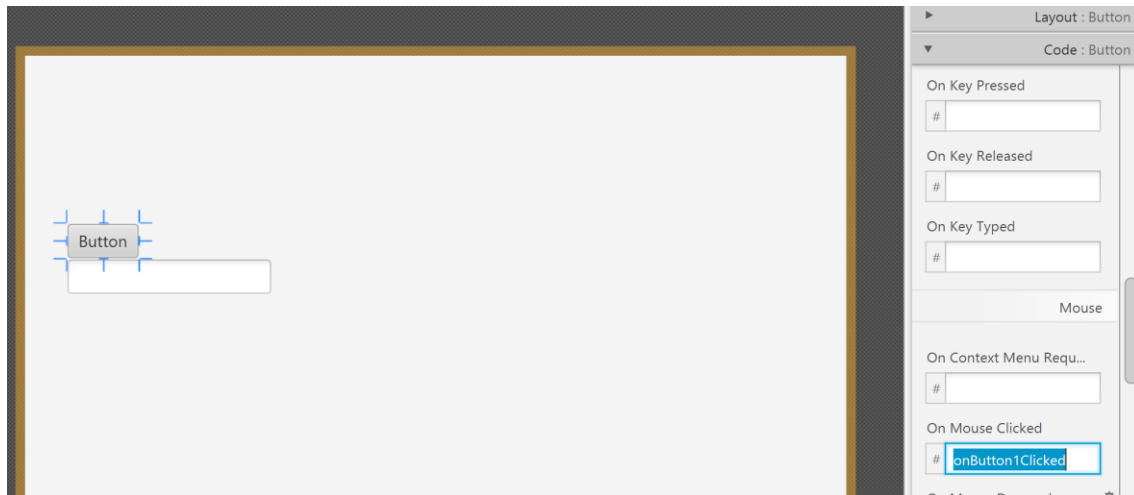 Layout : Button
Code : Button
On Key Pressed
#
On Key Released
#
On Key Typed
#
Mouse
On Context Menu Requ...
#
On Mouse Clicked
# onButton1Clicked
Button